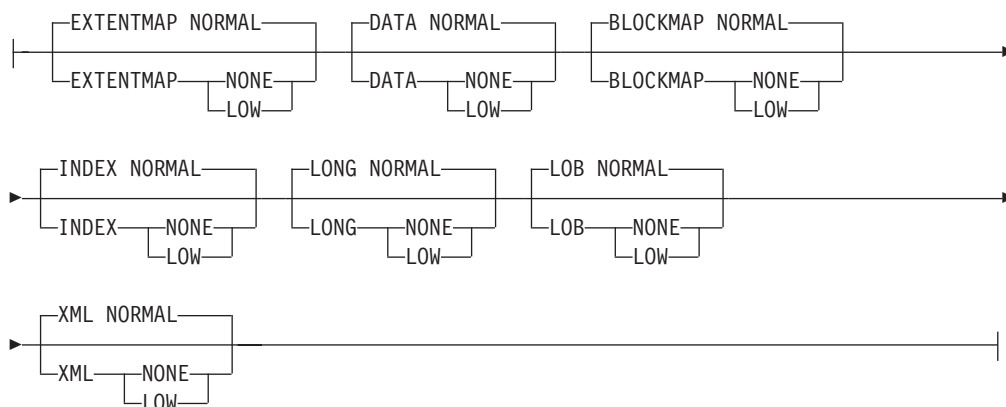 EXTENTMAP NORMAL DATA NORMAL BLOCKMAP NORMAL
EXTENTMAP NONE DATA NONE BLOCKMAP NONE
LOW LOW LOW
INDEX NORMAL LONG NORMAL LOB NORMAL
INDEX NONE LONG NONE LOB NONE
LOW LOW LOW
XML NORMAL
XML NONE
LOW